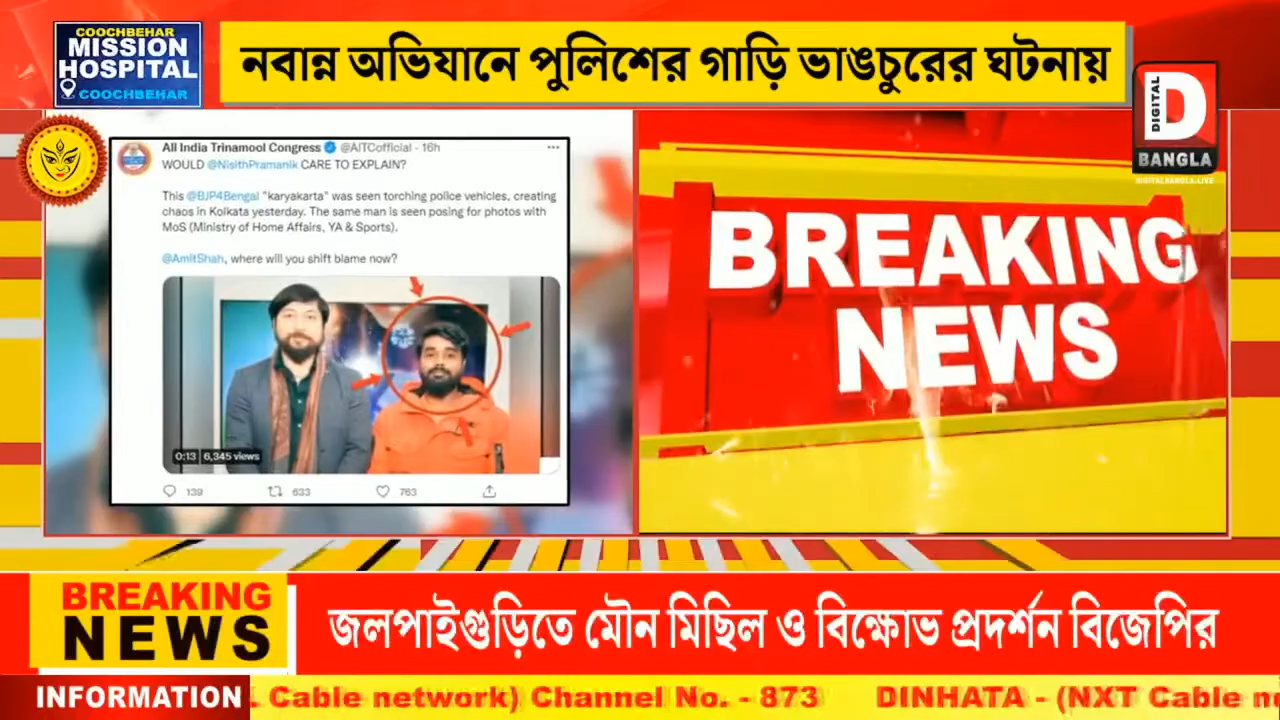 COOCHBEHAR
MISSION
HOSPITAL
COOCHBEHAR
নবান্ন অভিযানে পুলিশের গাড়ি ভাঙচুরের ঘটনায়
DIGITAL
D
BANGLA
DIGITALBANGLA.LIVE
All India Trinamool Congress @AITCofficial · 16h
WOULD @NisithPramanik CARE TO EXPLAIN?
This @BJP4Bengal "karyakarta" was seen torching police vehicles, creating
chaos in Kolkata yesterday. The same man is seen posing for photos with
MoS (Ministry of Home Affairs, YA & Sports).
@AmitShah, where will you shift blame now?
0:13 | 6,345 views
139 633 763
BREAKING
NEWS
BREAKING
NEWS
জলপাইগুড়িতে মৌন মিছিল ও বিক্ষোভ প্রদর্শন বিজেপির
INFORMATION
Cable network) Channel No. - 873 DINHATA - (NXT Cable